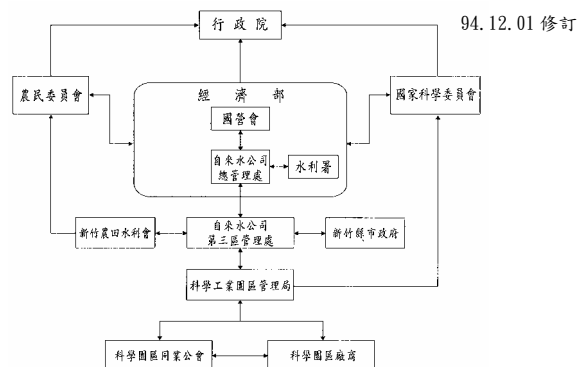 94.12.01 修訂
行政院
農民委員會
經濟部
國家科學委員會
國營會
自來水公司
總管理處
水利署
新竹農田水利會
自來水公司
第三區管理處
新竹縣市政府
科學工業園區管理局
科學園區同業公會
科學園區廠商